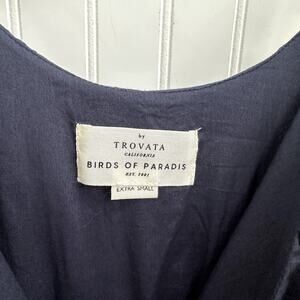 by
TROVATA
CALIFORNIA
BIRDS OF PARADIS
EST. 2001
EXTRA SMALL